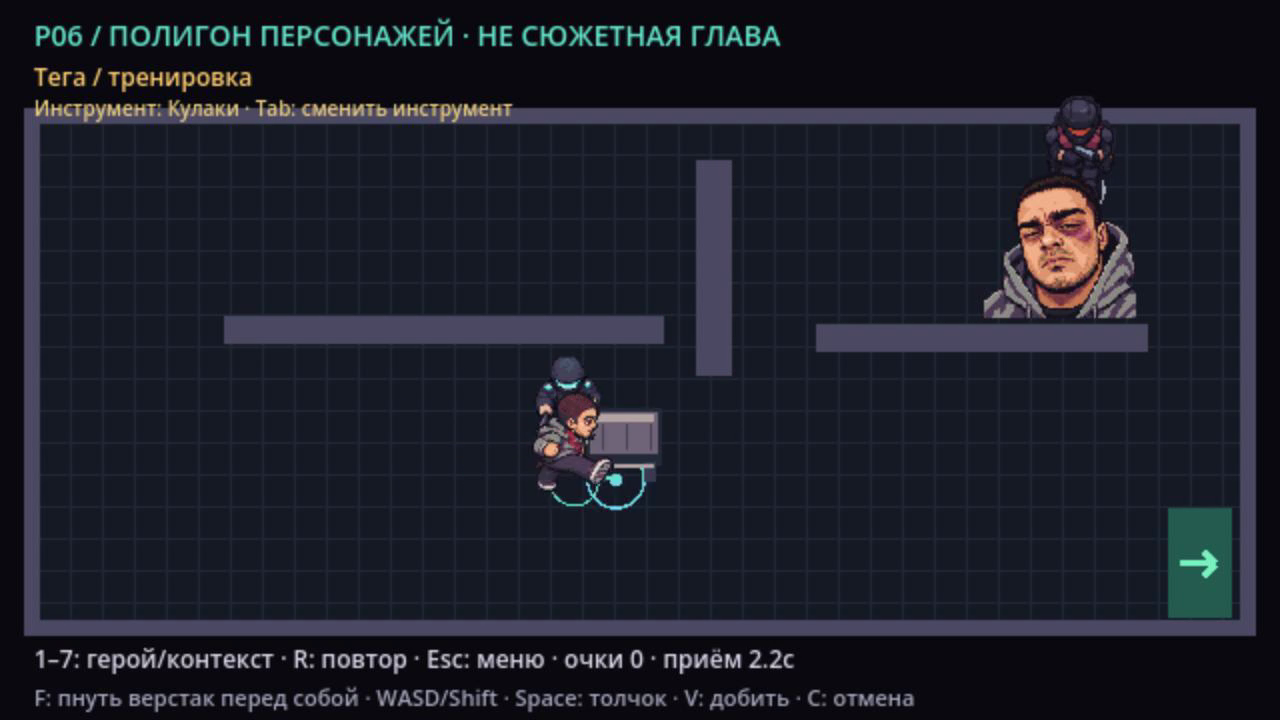 P06 / ПОЛИГОН ПЕРСОНАЖЕЙ · НЕ СЮЖЕТНАЯ ГЛАВА
Тега / тренировка
Инструмент: Кулаки · Tab: сменить инструмент
1–7: герой/контекст · R: повтор · Esc: меню · очки 0 · приём 2.2с
F: пнуть верстак перед собой · WASD/Shift · Space: толчок · V: добить · C: отмена